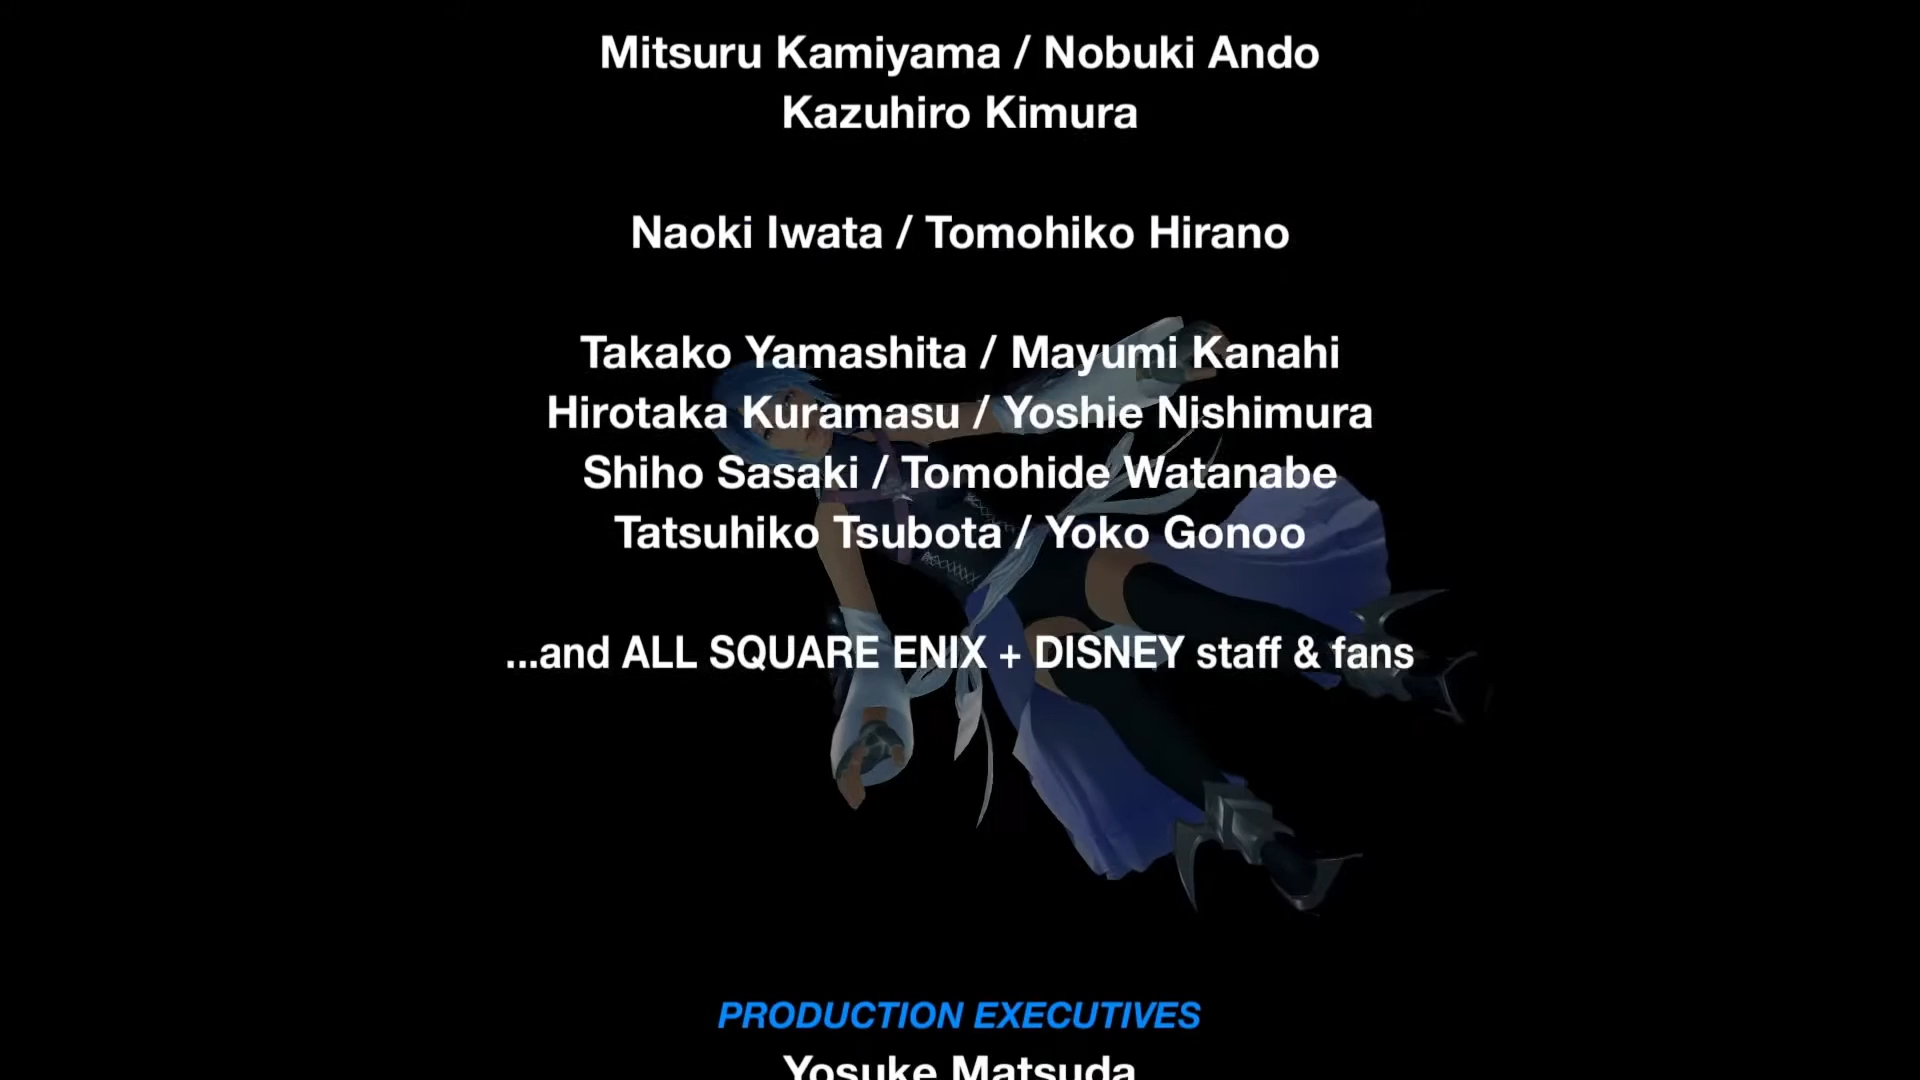 Mitsuru Kamiyama / Nobuki Ando
Kazuhiro Kimura
Naoki Iwata / Tomohiko Hirano
Takako Yamashita / Mayumi Kanahi
Hirotaka Kuramasu / Yoshie Nishimura
Shiho Sasaki / Tomohide Watanabe
Tatsuhiko Tsubota / Yoko Gonoo
...and ALL SQUARE ENIX + DISNEY staff & fans
PRODUCTION EXECUTIVES
Yosuke Matsuda